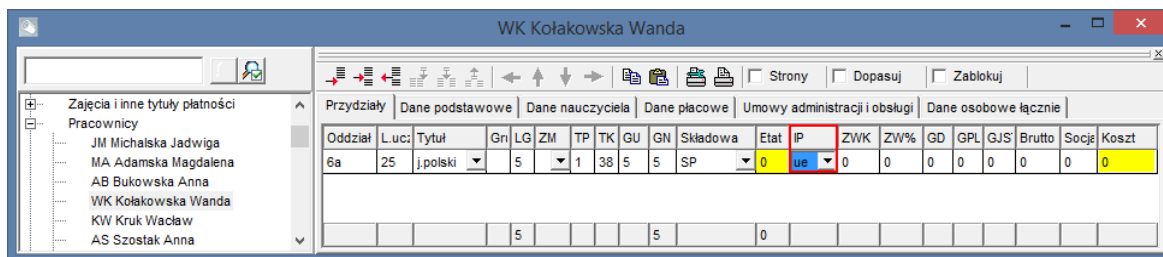 WK Kołakowska Wanda
Strony Dopasuj Zablokuj
Zajęcia i inne tytuły płatności
Pracownicy
JM Michalska Jadwiga
MA Adamska Magdalena
AB Bukowska Anna
WK Kołakowska Wanda
KW Kruk Wacław
AS Szostak Anna
Przydziały Dane podstawowe Dane nauczyciela Dane płacowe Umowy administracji i obsługi Dane osobowe łącznie
Oddział L.ucz Tytuł Gru LG ZM TP TK GU GN Składowa Etat IP ZWK ZW% GD GPL GJS Brutto Socja Koszt
6a 25 j.polski 5 1 38 5 5 SP 0 ue 0 0 0 0 0 0 0 0
5 5 0